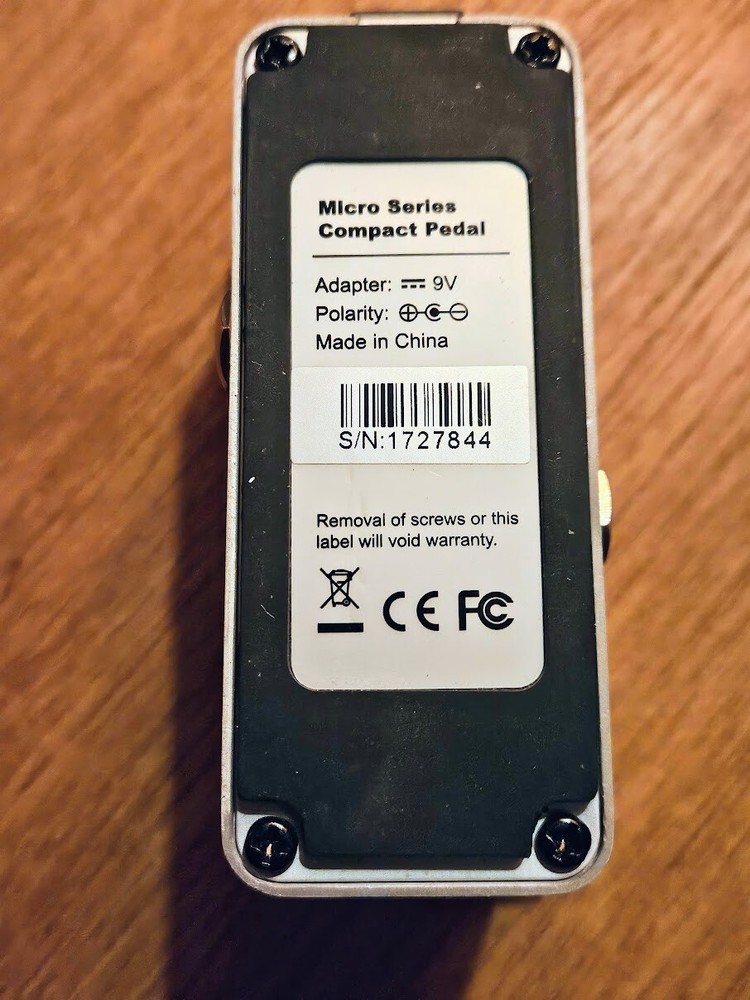 Micro Series
Compact Pedal
Adapter: 9V
Polarity:
Made in China
S/N:1727844
Removal of screws or this
label will void warranty.
CE FC